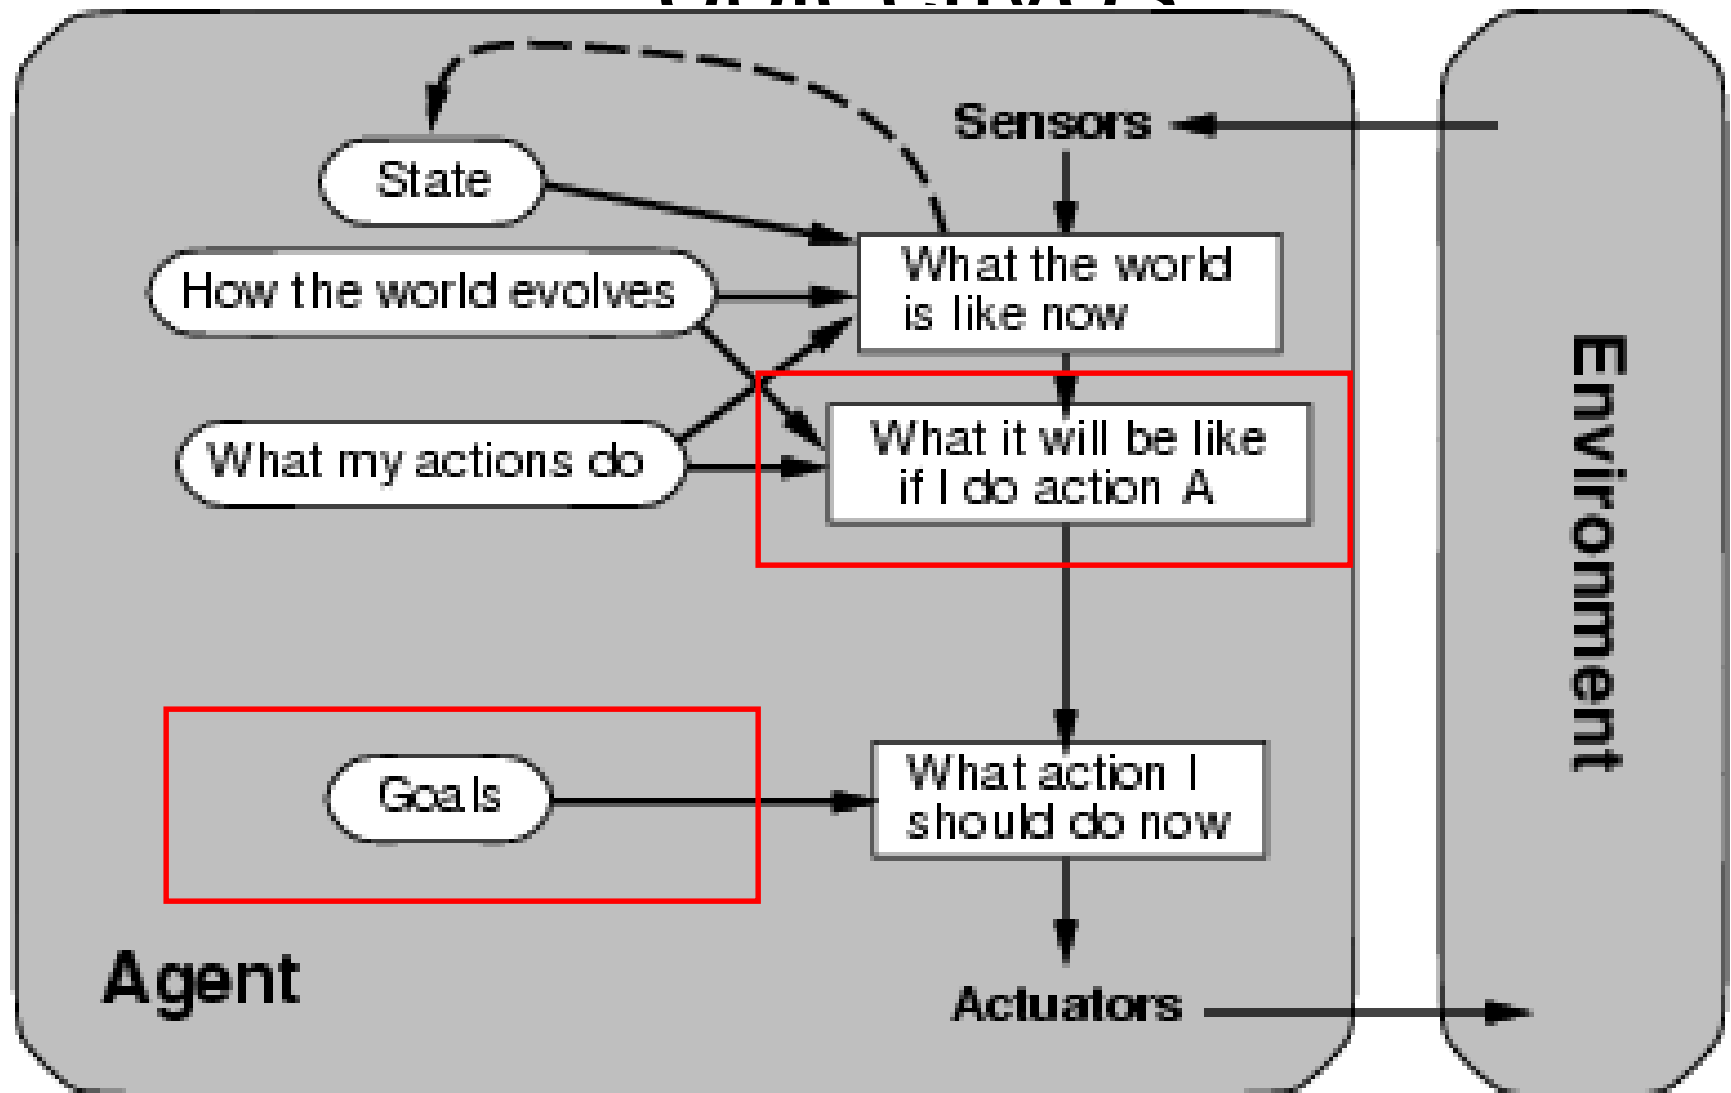 Sensors
State
What the world
is like now
How the world evolves
What it will be like
if I do action A
What my actions do
Goals
What action I
should do now
Agent
Actuators
Environment